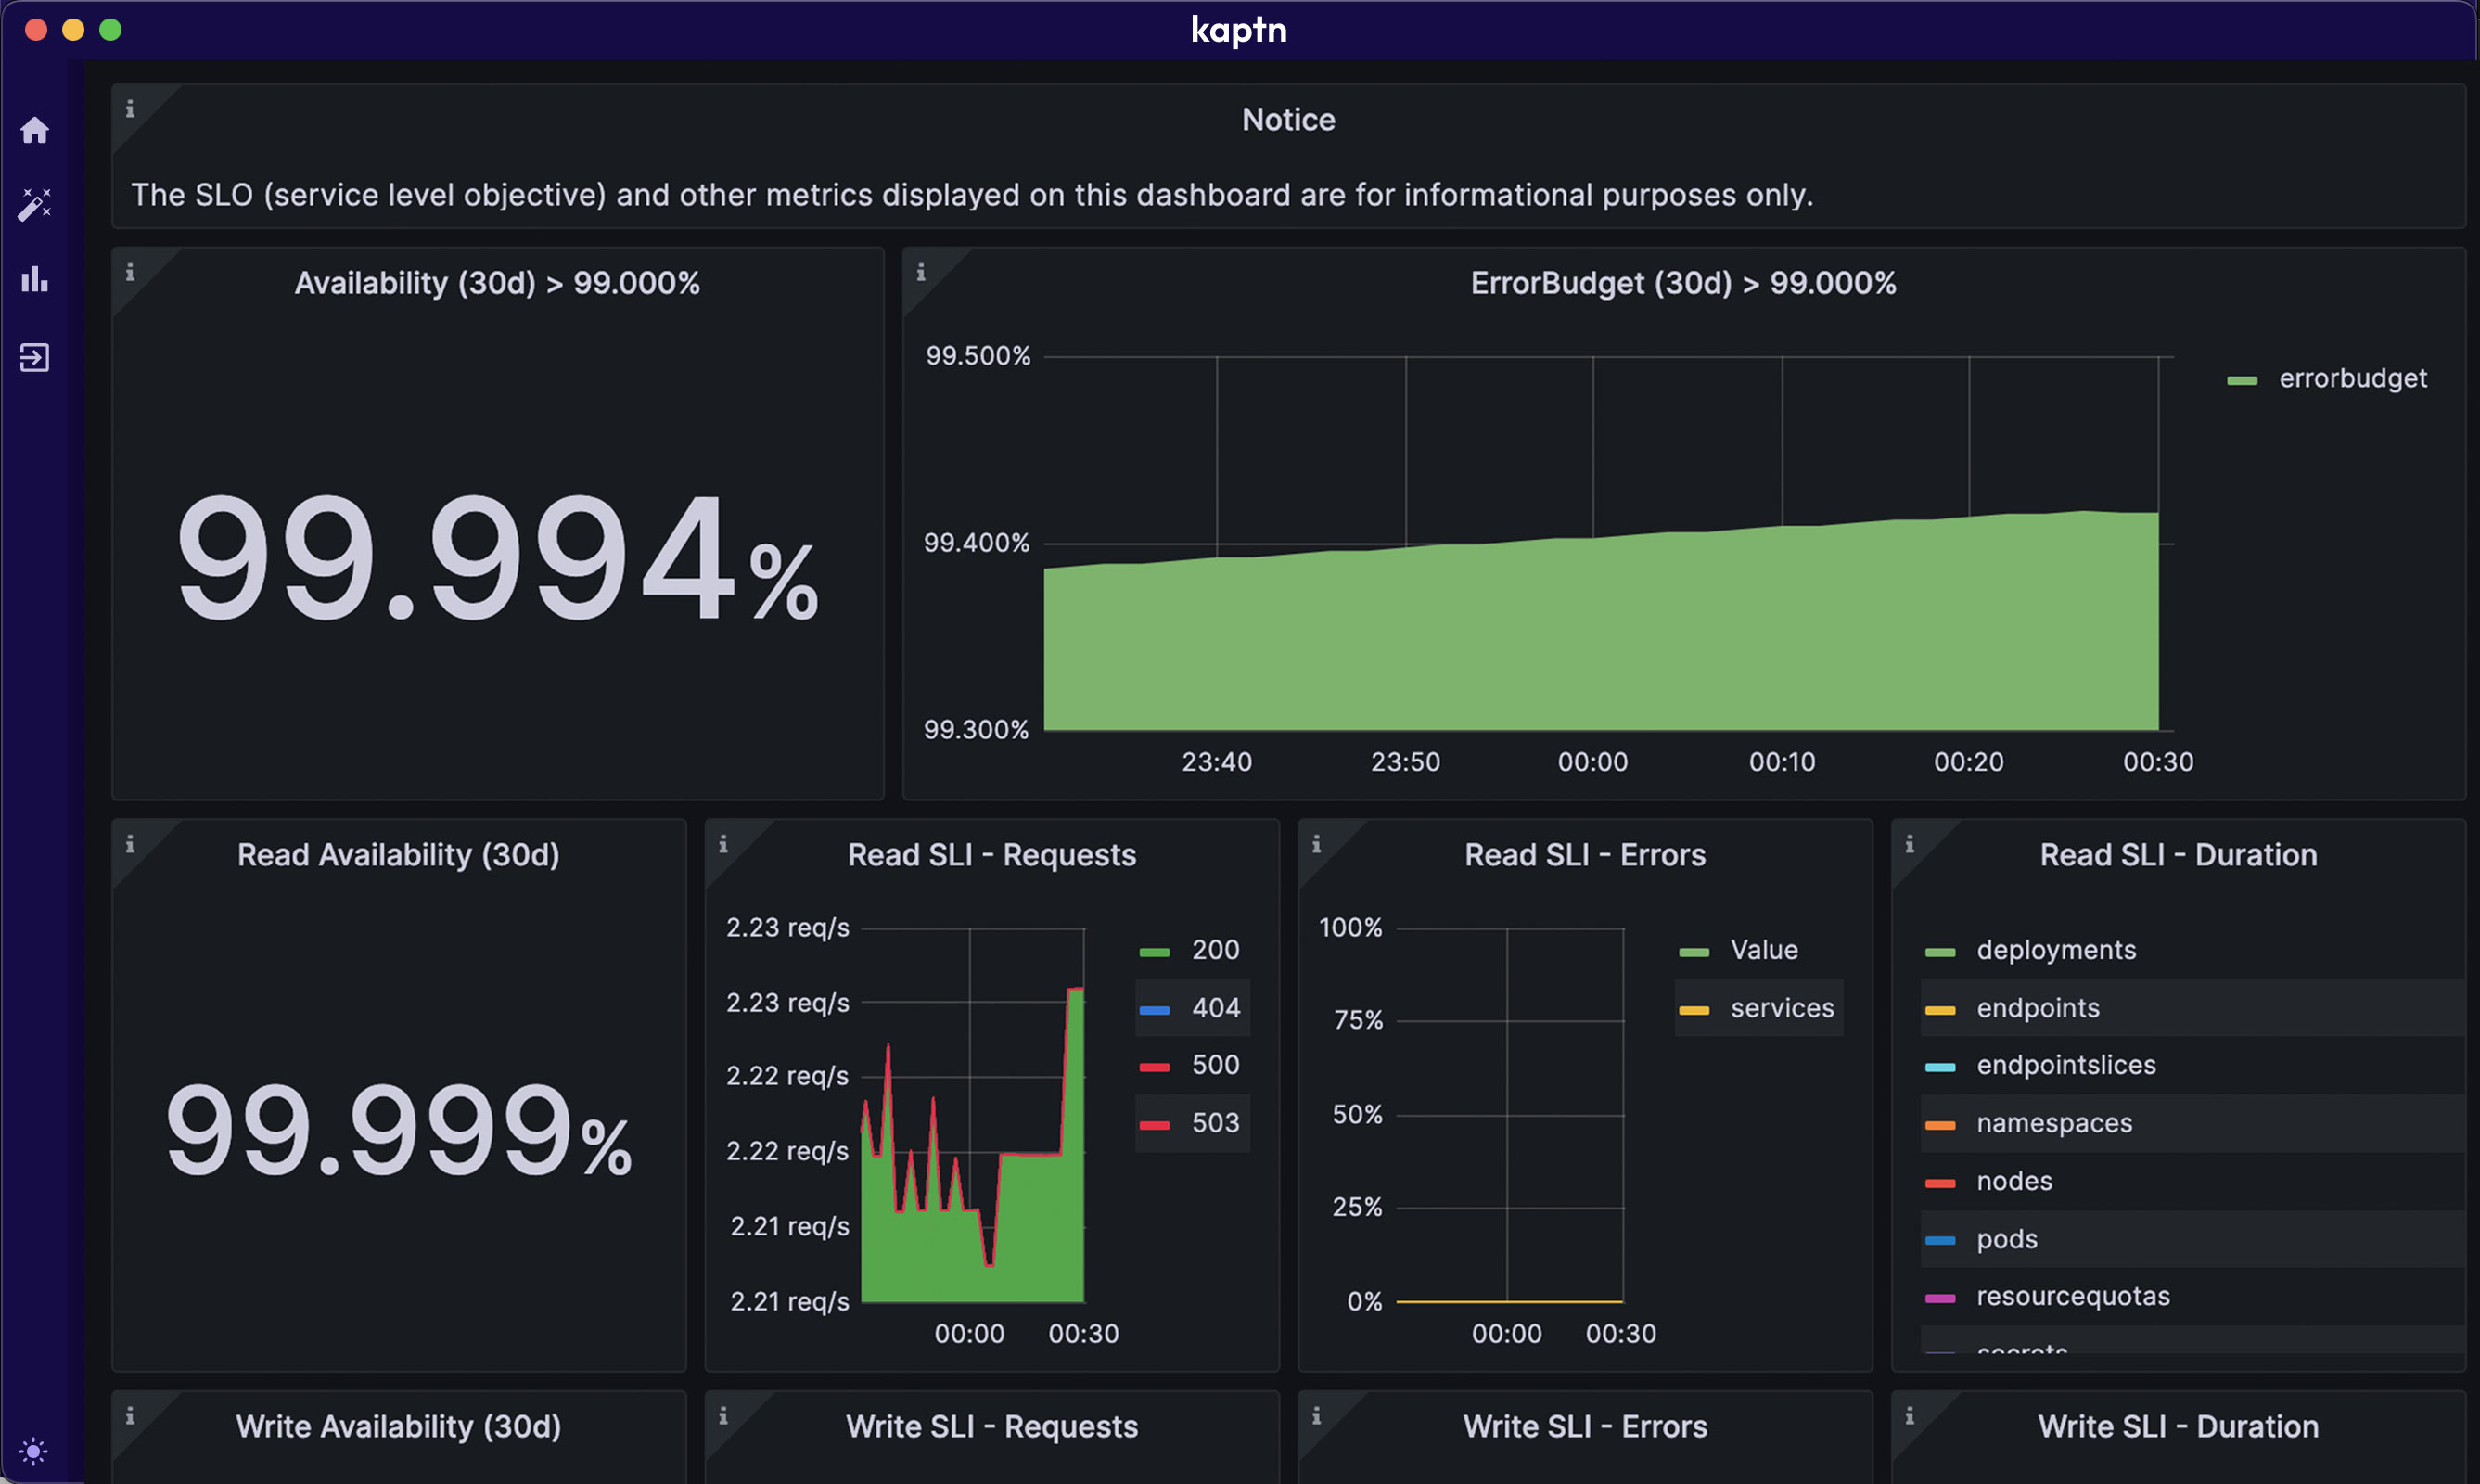 kaptn
Notice
The SLO (service level objective) and other metrics displayed on this dashboard are for informational purposes only.
Availability (30d) > 99.000%
99.994%
ErrorBudget (30d) > 99.000%
99.500%
99.400%
99.300%
23:40 23:50 00:00 00:10 00:20 00:30
errorbudget
Read Availability (30d)
99.999%
Read SLI - Requests
2.23 req/s
2.23 req/s
2.22 req/s
2.22 req/s
2.21 req/s
2.21 req/s
00:00 00:30
200
404
500
503
Read SLI - Errors
100%
75%
50%
25%
0%
00:00 00:30
Value
services
Read SLI - Duration
deployments
endpoints
endpointslices
namespaces
nodes
pods
resourcequotas
secrets
Write Availability (30d)
Write SLI - Requests
Write SLI - Errors
Write SLI - Duration